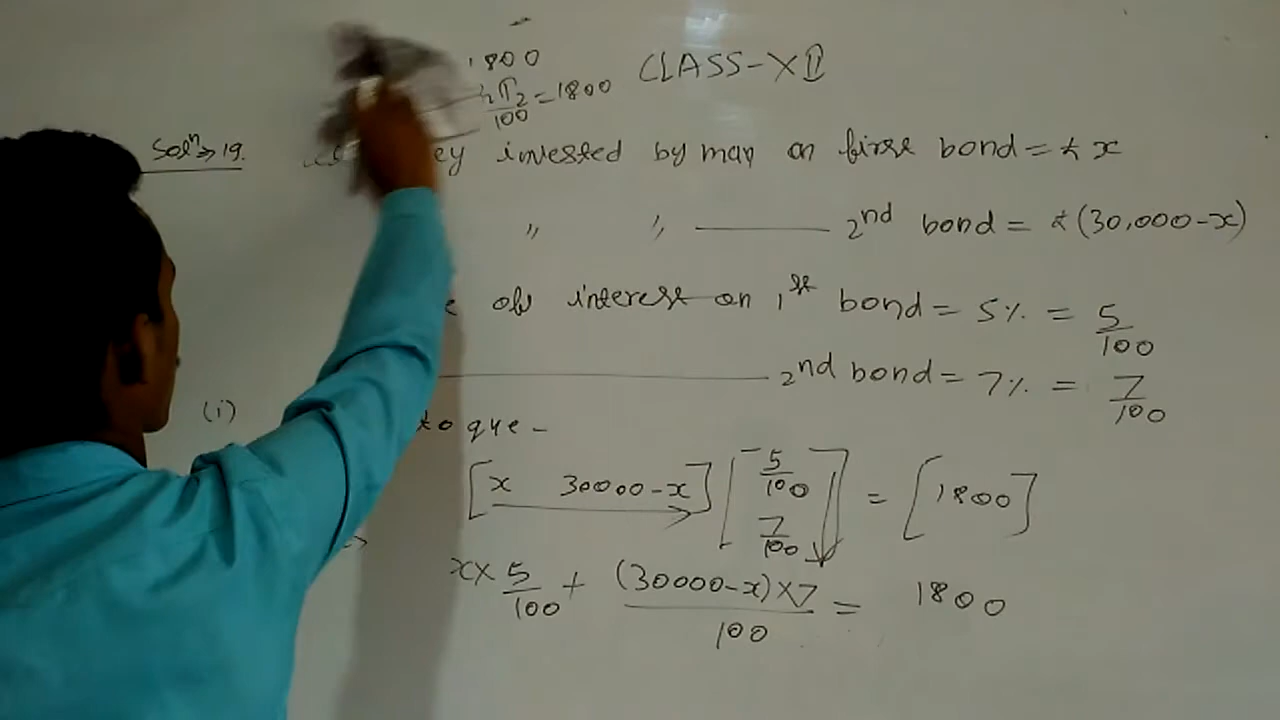 1800
CLASS-XII
=1800
100
Solⁿ⇒19.
invested by man on first bond = ₹ x
〃 〃 —— 2nd bond = ₹ (30,000-x)
of interest on 1st bond = 5% = 5/100
—— 2nd bond = 7% = 7/100
(i) to que -
[x 30000-x] [5/100 7/100] = [1800]
x× 5/100 + (30000-x)×7/100 = 1800